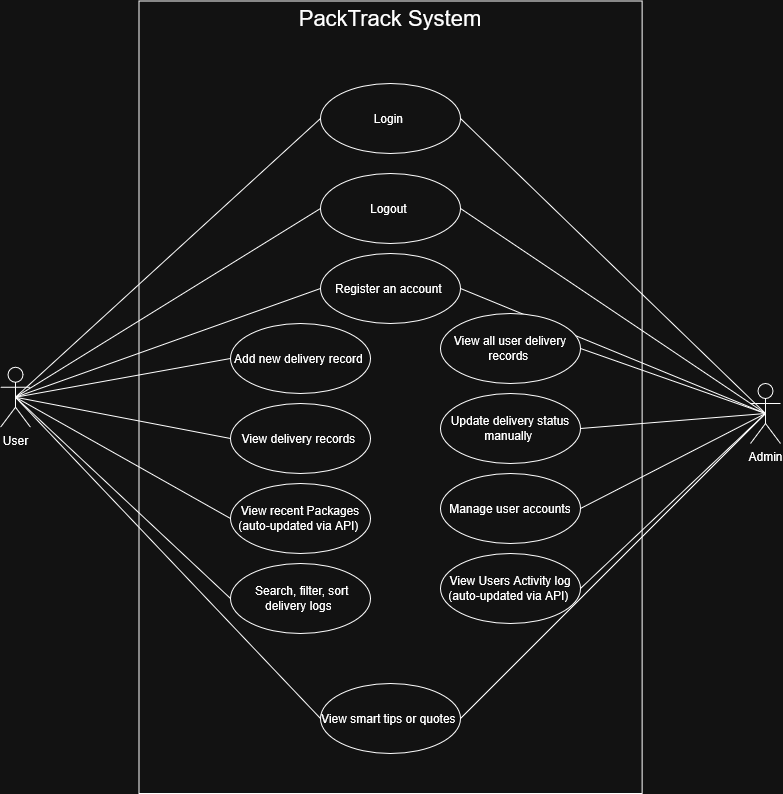 PackTrack System
Login
Logout
Register an account
View all user delivery
records
Add new delivery record
Update delivery status
manually
User
View delivery records
Admin
View recent Packages
(auto-updated via API)
Manage user accounts
View Users Activity log
(auto-updated via API)
Search, filter, sort
delivery logs
View smart tips or quotes